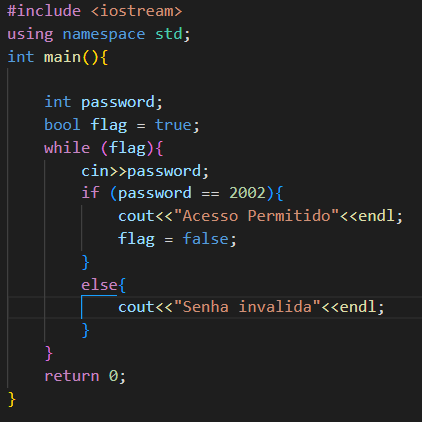 #include <iostream>
using namespace std;
int main(){
int password;
bool flag = true;
while (flag){
cin>>password;
if (password == 2002){
cout<<"Acesso Permitido"<<endl;
flag = false;
}
else{
cout<<"Senha invalida"<<endl;
}
}
return 0;
}